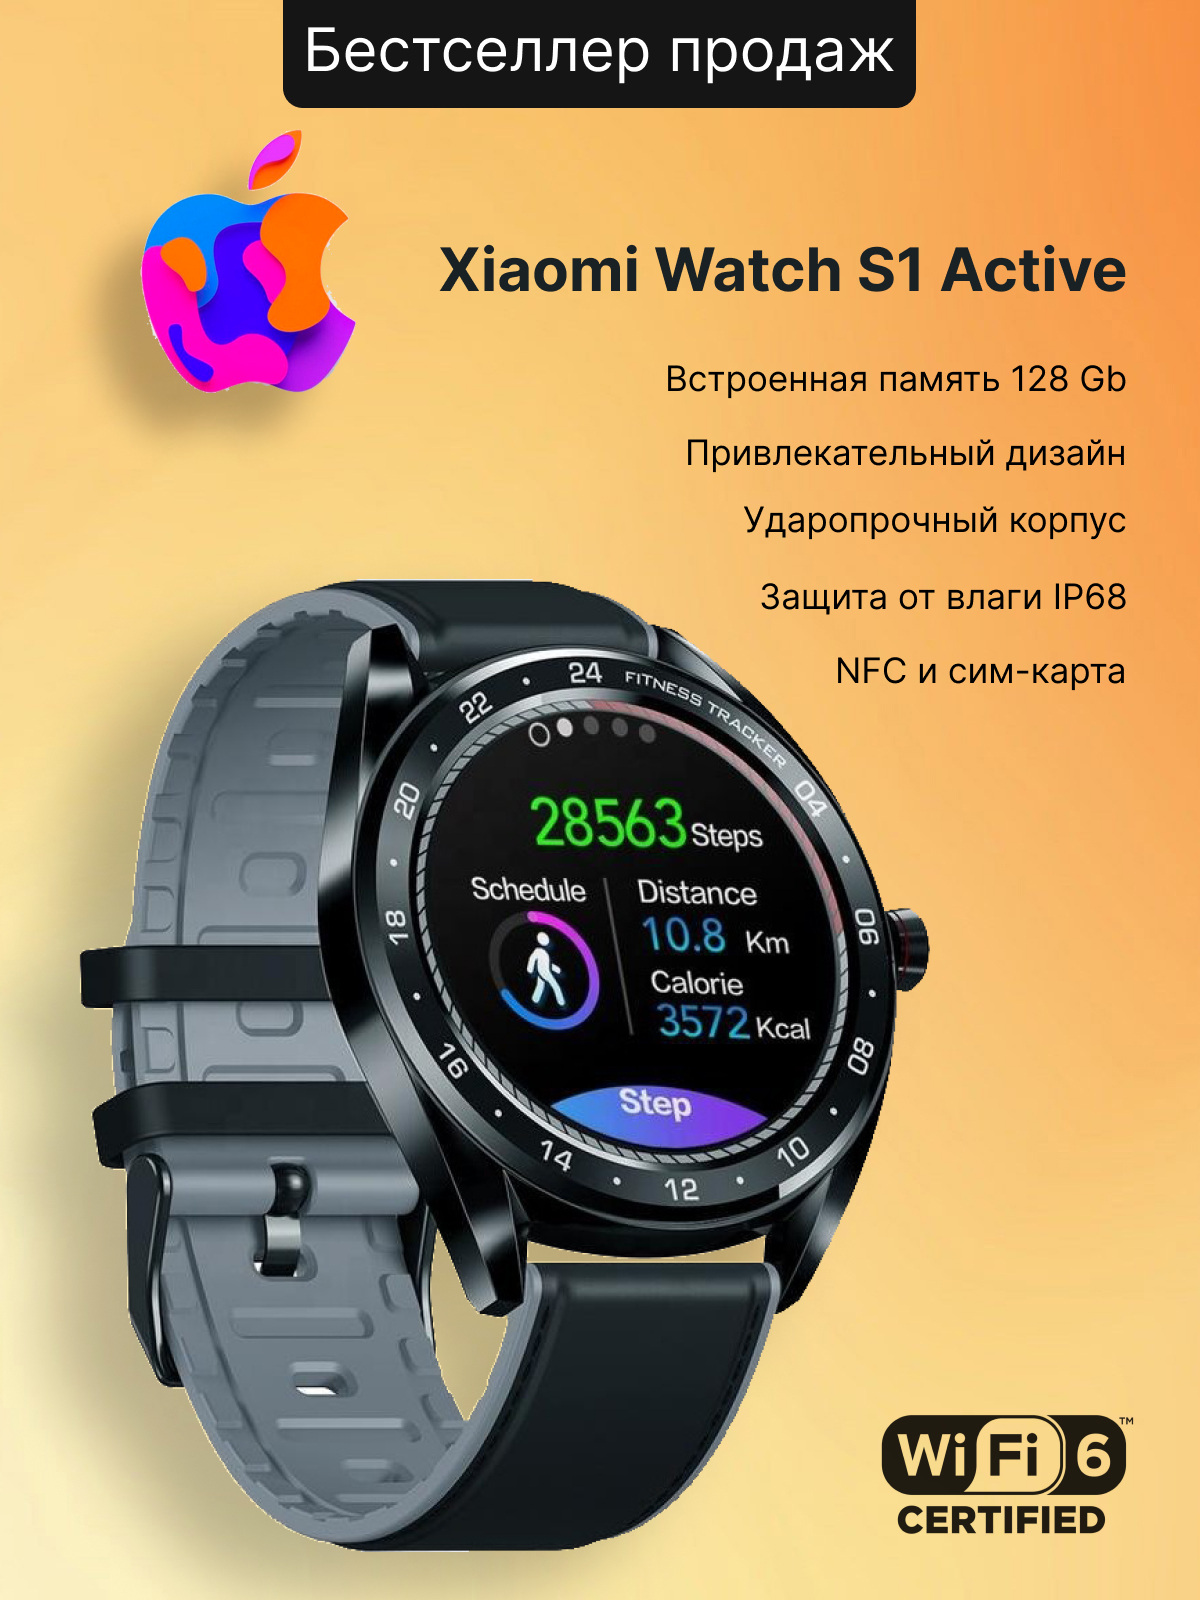 Бестселлер продаж
Xiaomi Watch S1 Active
Встроенная память 128 Gb
Привлекательный дизайн
Ударопрочный корпус
Защита от влаги IP68
NFC и сим-карта
24
FITNESS TRACKER
04
06
08
10
12
14
16
18
20
22
28563 Steps
Schedule
Distance
10.8 Km
Calorie
3572 Kcal
Step
Wi Fi 6 ™
CERTIFIED